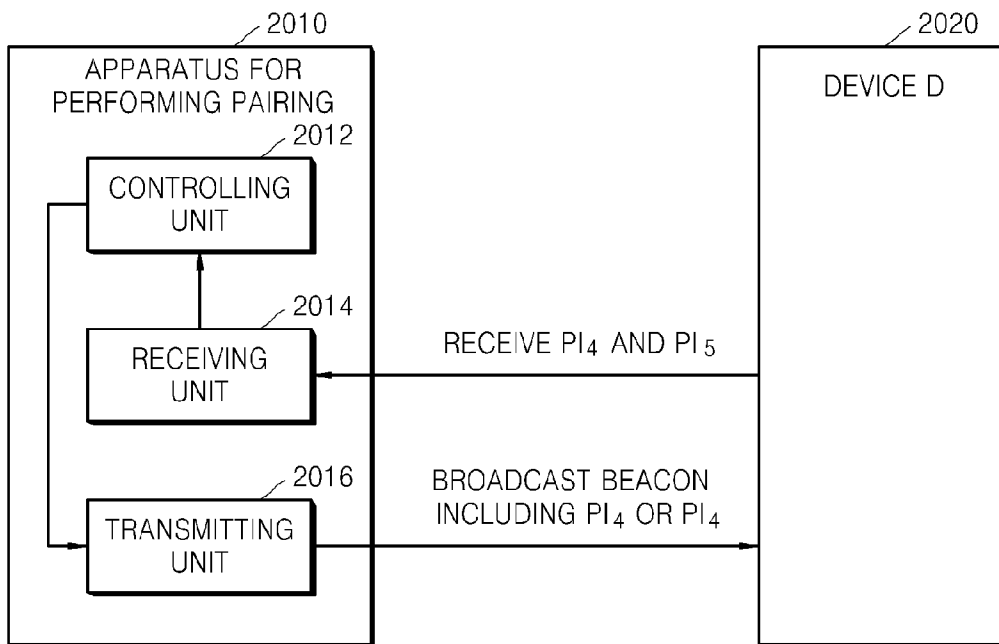 2010
APPARATUS FOR
PERFORMING PAIRING
2012
CONTROLLING
UNIT
2014
RECEIVING
UNIT
2016
TRANSMITTING
UNIT
RECEIVE PI₄ AND PI₅
BROADCAST BEACON
INCLUDING PI₄ OR PI₄
2020
DEVICE D